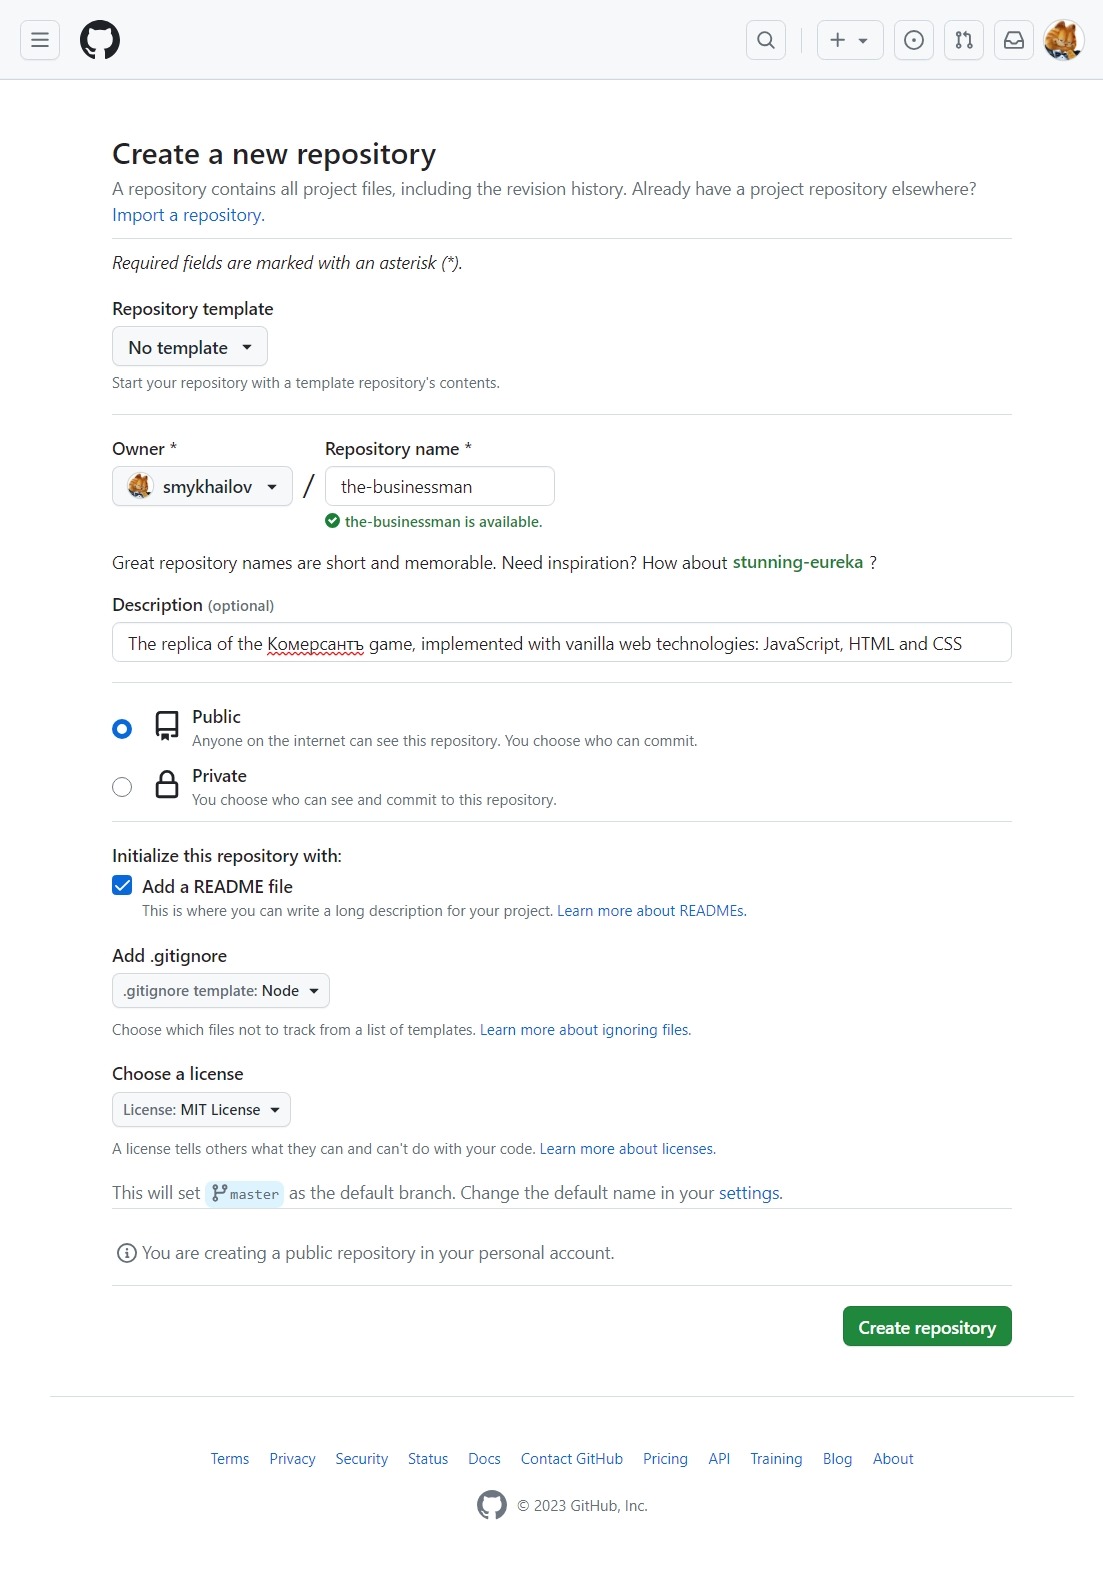 Create a new repository
A repository contains all project files, including the revision history. Already have a project repository elsewhere?
Import a repository.
Required fields are marked with an asterisk (*).
Repository template
No template
Start your repository with a template repository's contents.
Owner *
Repository name *
smykhailov
/
the-businessman
the-businessman is available.
Great repository names are short and memorable. Need inspiration? How about stunning-eureka ?
Description (optional)
The replica of the Комерсантъ game, implemented with vanilla web technologies: JavaScript, HTML and CSS
Public
Anyone on the internet can see this repository. You choose who can commit.
Private
You choose who can see and commit to this repository.
Initialize this repository with:
Add a README file
This is where you can write a long description for your project. Learn more about READMEs.
Add .gitignore
.gitignore template: Node
Choose which files not to track from a list of templates. Learn more about ignoring files.
Choose a license
License: MIT License
A license tells others what they can and can't do with your code. Learn more about licenses.
This will set master as the default branch. Change the default name in your settings.
You are creating a public repository in your personal account.
Create repository
Terms Privacy Security Status Docs Contact GitHub Pricing API Training Blog About
© 2023 GitHub, Inc.